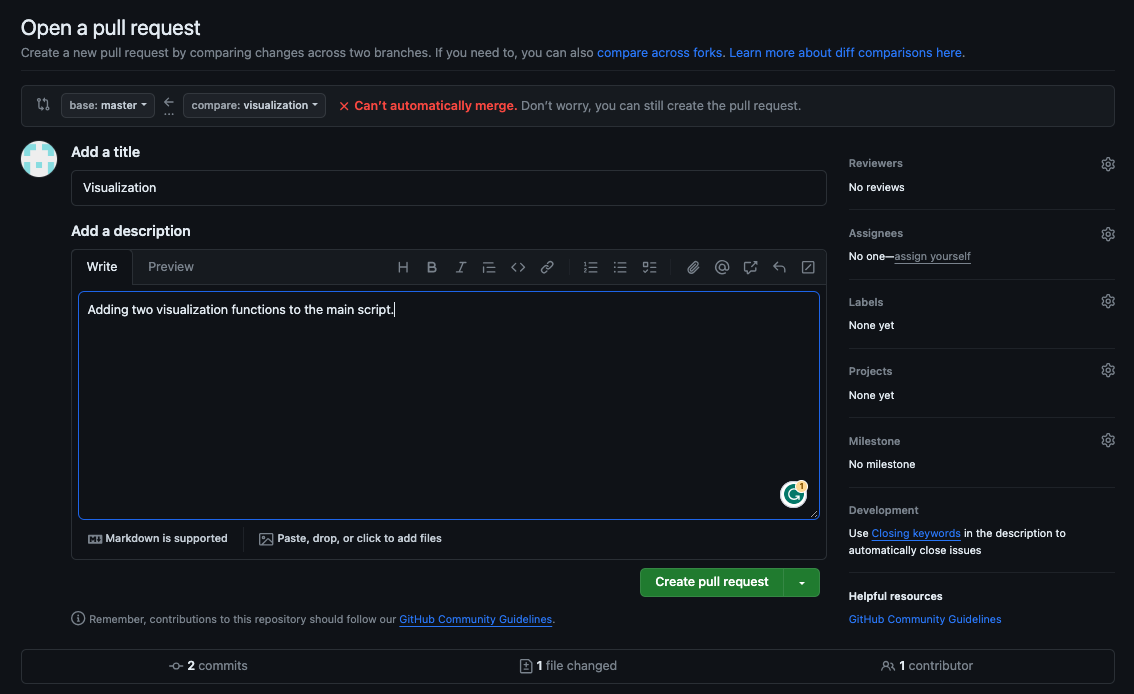 Open a pull request
Create a new pull request by comparing changes across two branches. If you need to, you can also compare across forks. Learn more about diff comparisons here.
base: master
compare: visualization
Can't automatically merge. Don't worry, you can still create the pull request.
Add a title
Visualization
Add a description
Write Preview
Adding two visualization functions to the main script.
1
Markdown is supported
Paste, drop, or click to add files
Create pull request
Remember, contributions to this repository should follow our GitHub Community Guidelines.
Reviewers
No reviews
Assignees
No one—assign yourself
Labels
None yet
Projects
None yet
Milestone
No milestone
Development
Use Closing keywords in the description to
automatically close issues
Helpful resources
GitHub Community Guidelines
2 commits
1 file changed
1 contributor